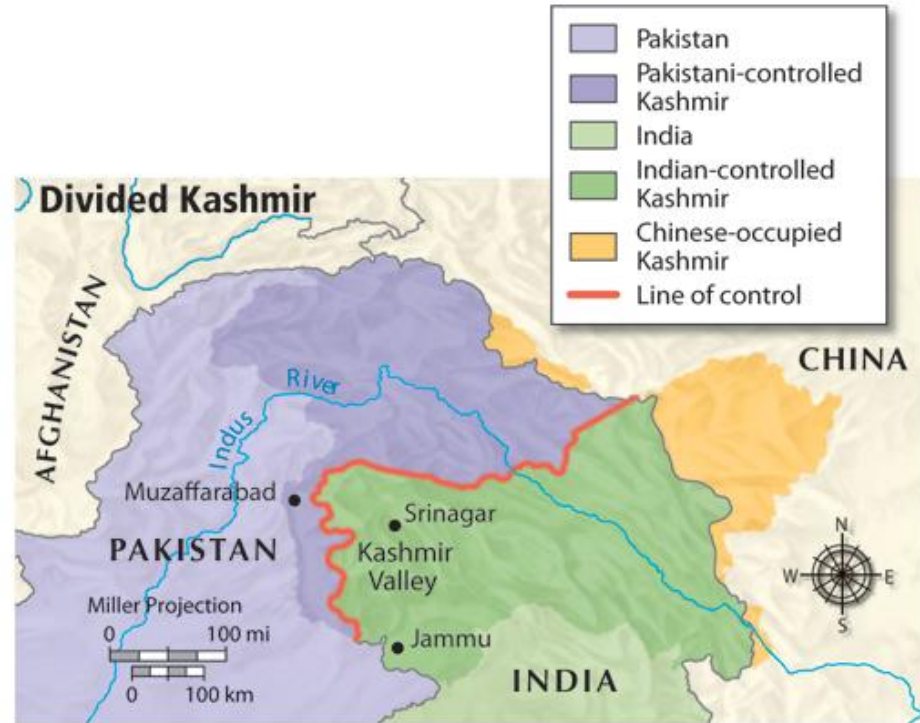 Pakistan
Pakistani-controlled
Kashmir
India
Indian-controlled
Kashmir
Chinese-occupied
Kashmir
Line of control
Divided Kashmir
AFGHANISTAN
CHINA
Indus River
Muzaffarabad
Srinagar
Kashmir
Valley
PAKISTAN
Jammu
INDIA
Miller Projection
0 100 mi
0 100 km
N
W E
S